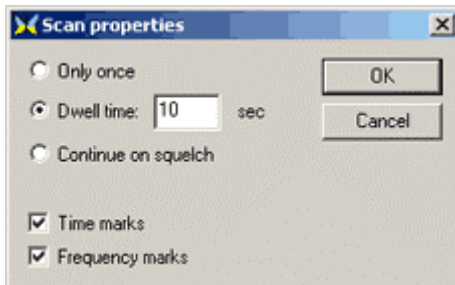 Scan properties
Only once
OK
Dwell time: 10 sec
Cancel
Continue on squelch
Time marks
Frequency marks